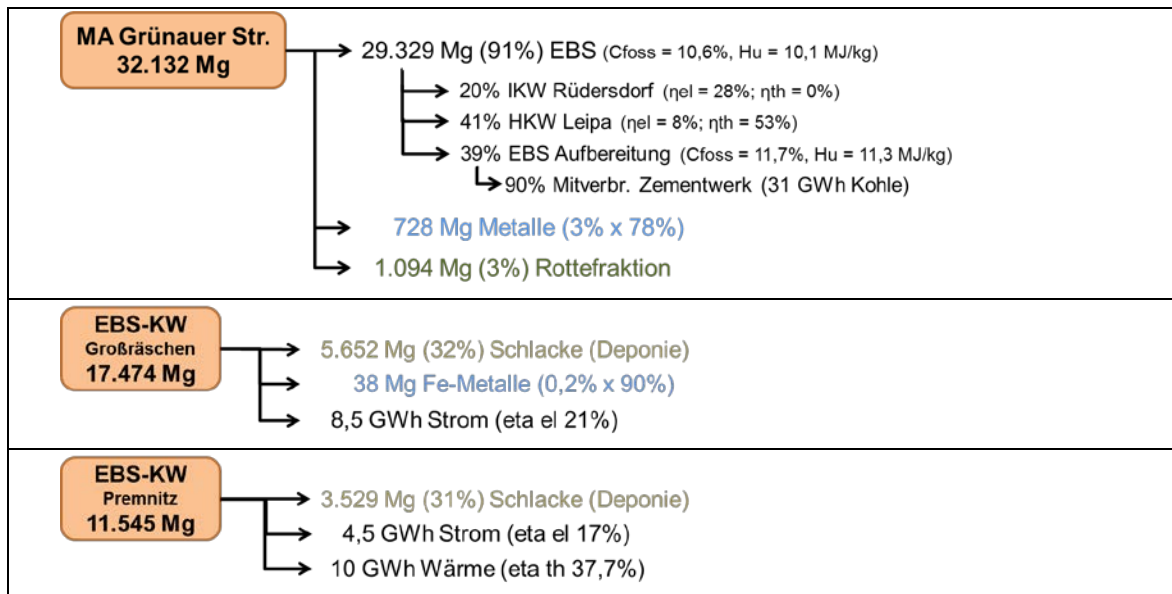 MA Grünauer Str.
32.132 Mg
29.329 Mg (91%) EBS (Cfoss = 10,6%, Hu = 10,1 MJ/kg)
20% IKW Rüdersdorf (ηel = 28%; ηth = 0%)
41% HKW Leipa (ηel = 8%; ηth = 53%)
39% EBS Aufbereitung (Cfoss = 11,7%, Hu = 11,3 MJ/kg)
90% Mitverbr. Zementwerk (31 GWh Kohle)
728 Mg Metalle (3% x 78%)
1.094 Mg (3%) Rottefraktion
EBS-KW
Großräschen
17.474 Mg
5.652 Mg (32%) Schlacke (Deponie)
38 Mg Fe-Metalle (0,2% x 90%)
8,5 GWh Strom (eta el 21%)
EBS-KW
Premnitz
11.545 Mg
3.529 Mg (31%) Schlacke (Deponie)
4,5 GWh Strom (eta el 17%)
10 GWh Wärme (eta th 37,7%)